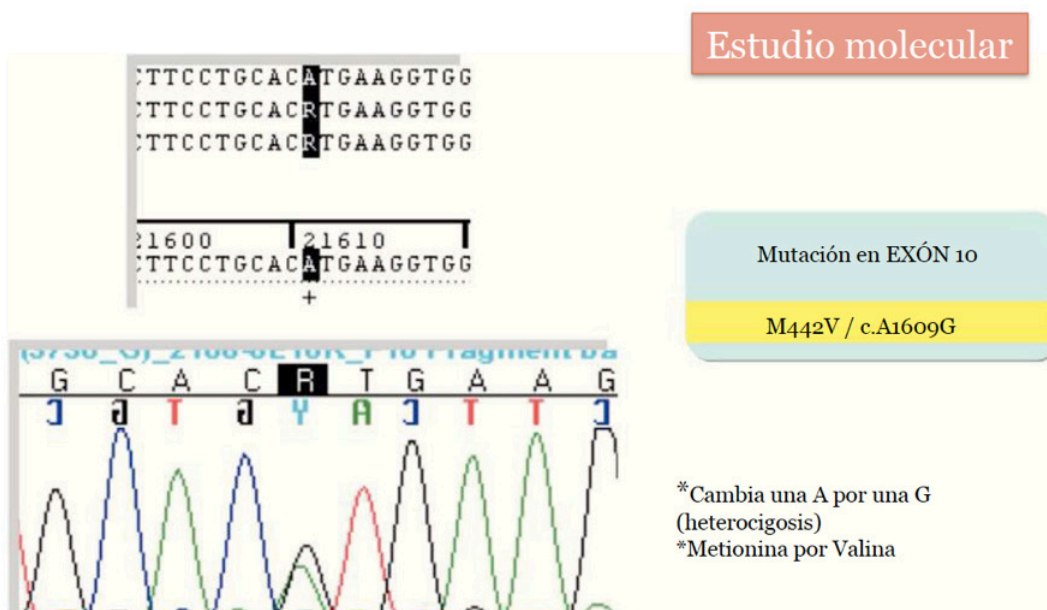 Estudio molecular
CTTCCTGCACATGAAGGTGG
CTTCCTGCACRTGAAGGTGG
CTTCCTGCACRTGAAGGTGG
21600 21610
CTTCCTGCACATGAAGGTGG
+
Mutación en EXÓN 10
M442V / c.A1609G
G C A C R T G A A G
C G T G Y A C T T C
*Cambia una A por una G
(heterocigosis)
*Metionina por Valina